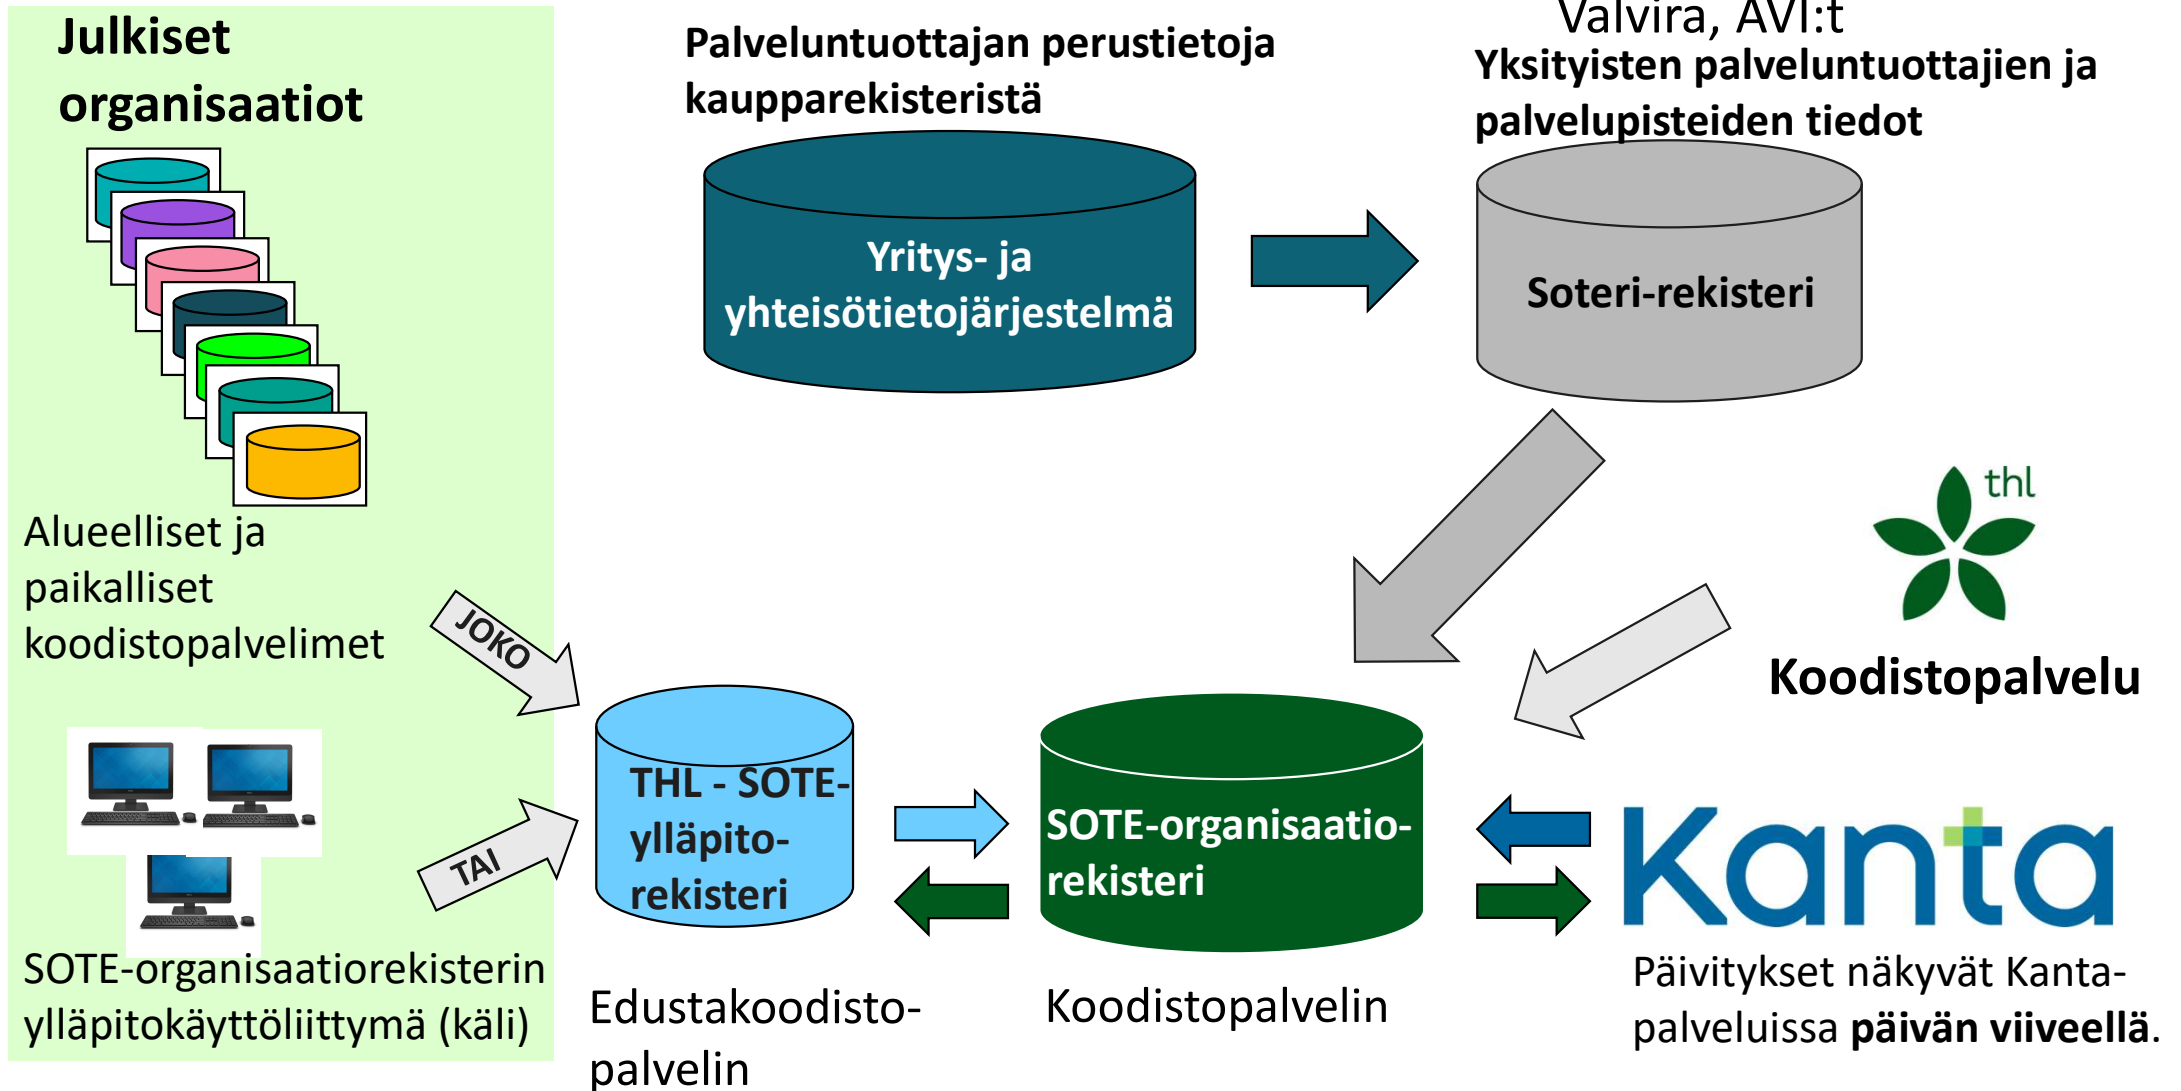 Julkiset
organisaatiot
Alueelliset ja
paikalliset
koodistopalvelimet
SOTE-organisaatiorekisterin
ylläpitokäyttöliittymä (käli)
JOKO
TAI
Palveluntuottajan perustietoja
kaupparekisteristä
Yritys- ja
yhteisötietojärjestelmä
Valvira, AVI:t
Yksityisten palveluntuottajien ja
palvelupisteiden tiedot
Soteri-rekisteri
thl
Koodistopalvelu
THL - SOTE-
ylläpito-
rekisteri
Edustakoodisto-
palvelin
SOTE-organisaatio-
rekisteri
Koodistopalvelin
Kanta
Päivitykset näkyvät Kanta-
palveluissa päivän viiveellä.